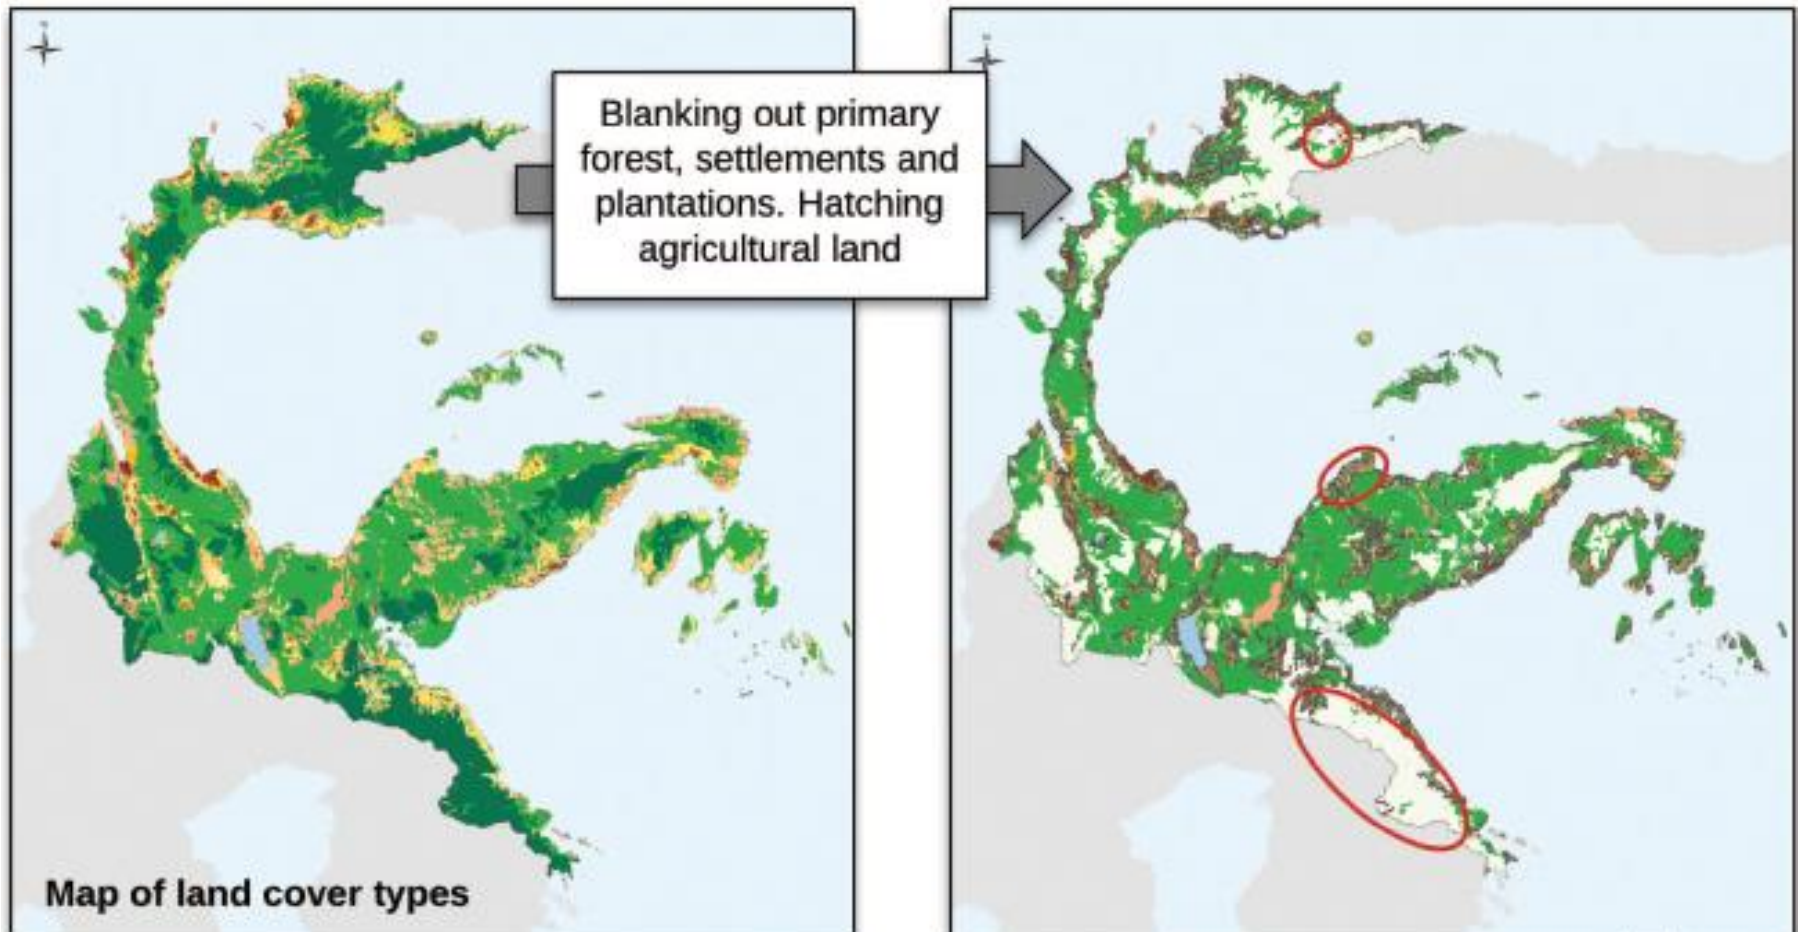 Blanking out primary
forest, settlements and
plantations. Hatching
agricultural land
Map of land cover types